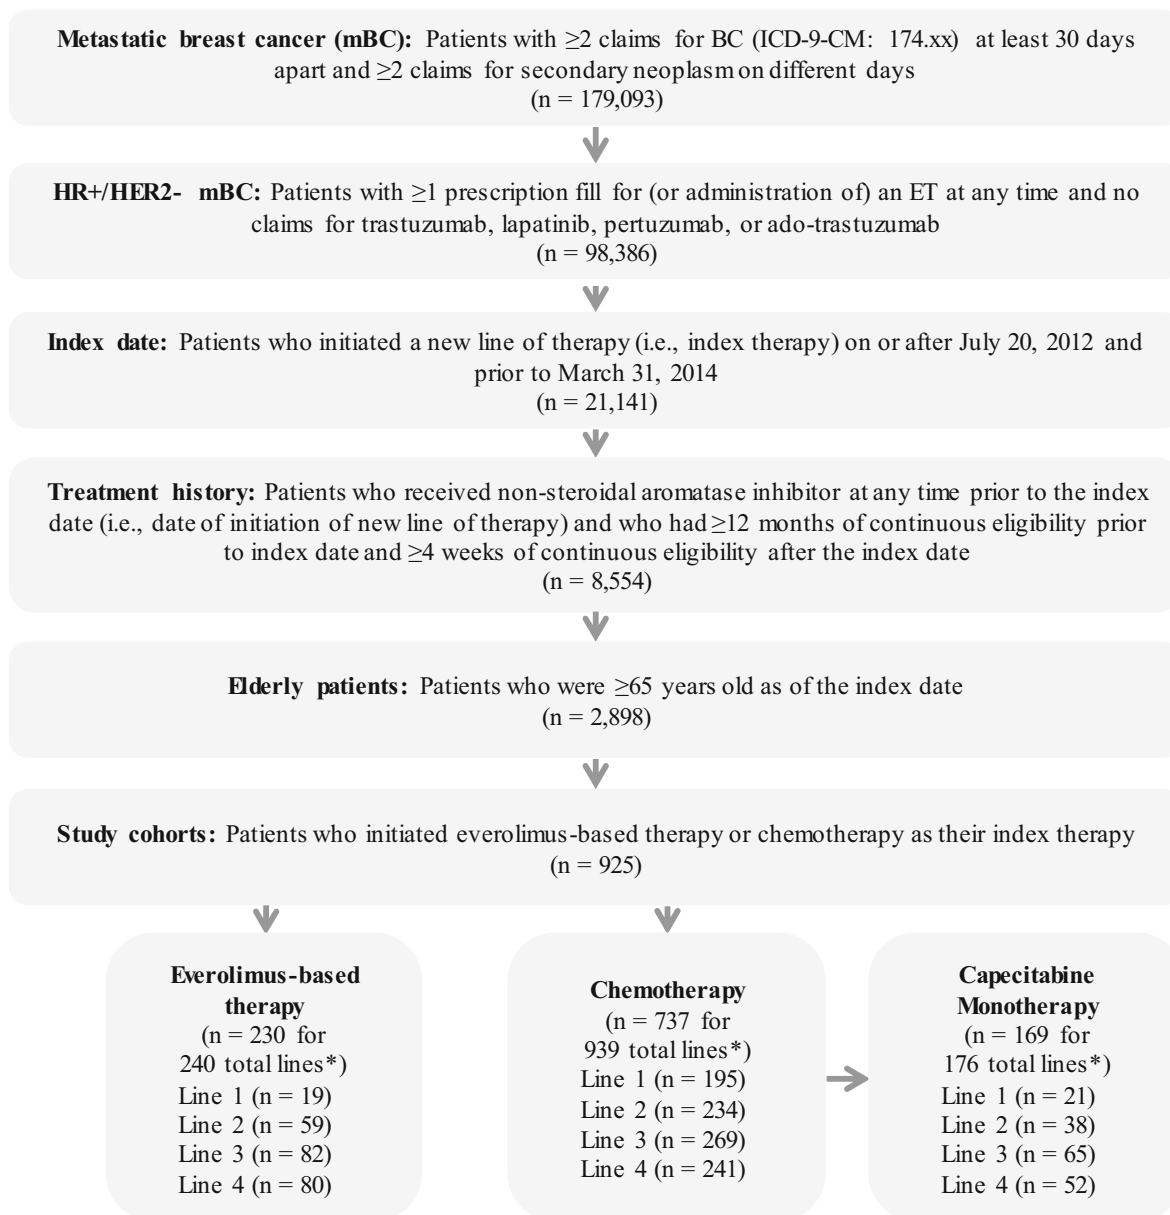 Metastatic breast cancer (mBC): Patients with ≥2 claims for BC (ICD-9-CM: 174.xx) at least 30 days
apart and ≥2 claims for secondary neoplasm on different days
(n = 179,093)
HR+/HER2- mBC: Patients with ≥1 prescription fill for (or administration of) an ET at any time and no
claims for trastuzumab, lapatinib, pertuzumab, or ado-trastuzumab
(n = 98,386)
Index date: Patients who initiated a new line of therapy (i.e., index therapy) on or after July 20, 2012 and
prior to March 31, 2014
(n = 21,141)
Treatment history: Patients who received non-steroidal aromatase inhibitor at any time prior to the index
date (i.e., date of initiation of new line of therapy) and who had ≥12 months of continuous eligibility prior
to index date and ≥4 weeks of continuous eligibility after the index date
(n = 8,554)
Elderly patients: Patients who were ≥65 years old as of the index date
(n = 2,898)
Study cohorts: Patients who initiated everolimus-based therapy or chemotherapy as their index therapy
(n = 925)
Everolimus-based
therapy
(n = 230 for
240 total lines*)
Line 1 (n = 19)
Line 2 (n = 59)
Line 3 (n = 82)
Line 4 (n = 80)
Chemotherapy
(n = 737 for
939 total lines*)
Line 1 (n = 195)
Line 2 (n = 234)
Line 3 (n = 269)
Line 4 (n = 241)
Capecitabine
Monotherapy
(n = 169 for
176 total lines*)
Line 1 (n = 21)
Line 2 (n = 38)
Line 3 (n = 65)
Line 4 (n = 52)